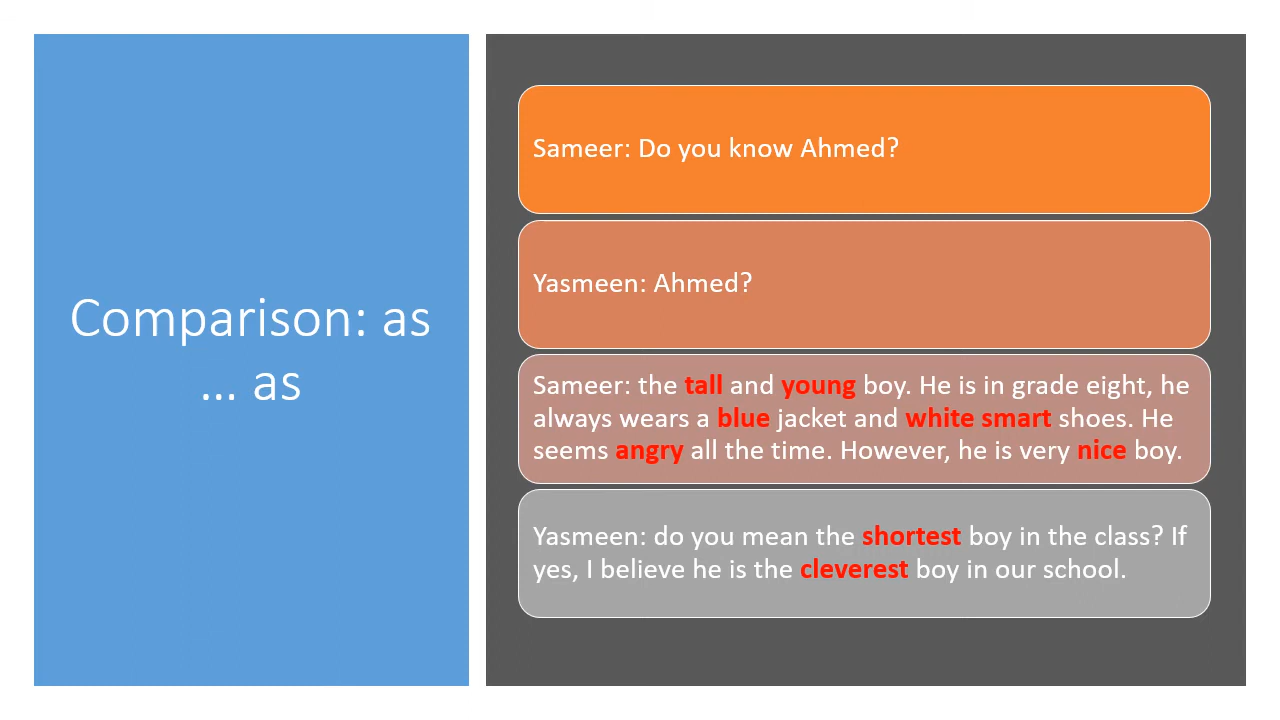 Comparison: as
... as
Sameer: Do you know Ahmed?
Yasmeen: Ahmed?
Sameer: the tall and young boy. He is in grade eight, he
always wears a blue jacket and white smart shoes. He
seems angry all the time. However, he is very nice boy.
Yasmeen: do you mean the shortest boy in the class? If
yes, I believe he is the cleverest boy in our school.